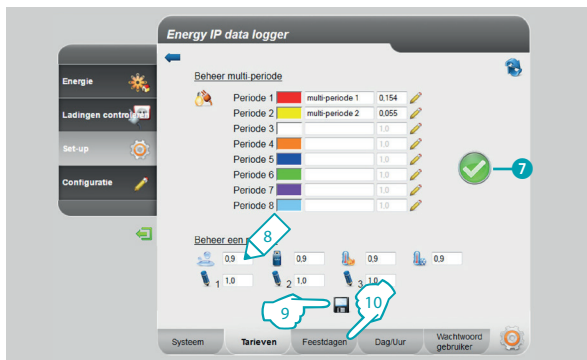 Energy IP data logger
Energie
Ladingen controleren
Set-up
Configuratie
Beheer multi-periode
Periode 1 multi-periode 1 0,154
Periode 2 multi-periode 2 0,055
Periode 3 1.0
Periode 4 1.0
Periode 5 1.0
Periode 6 1.0
Periode 7 1.0
Periode 8 1.0
7
Beheer een
8
0,9 0,9 0,9 0,9
1 1,0 2 1,0 3 1,0
9 10
Systeem Tarieven Feestdagen Dag/Uur Wachtwoord
gebruiker